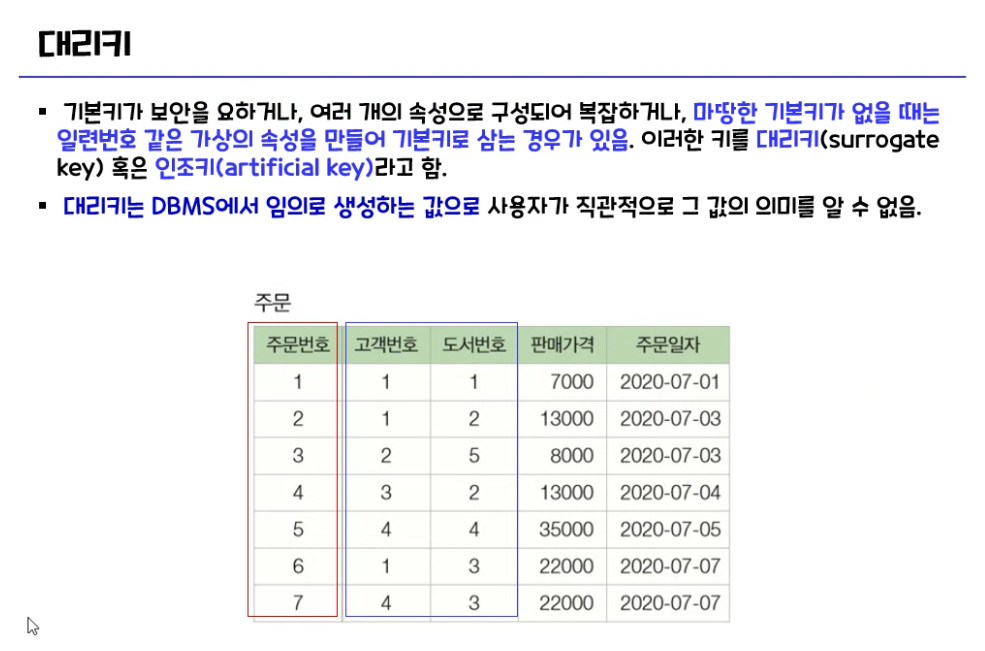 대리키
▪ 기본키가 보안을 요하거나, 여러 개의 속성으로 구성되어 복잡하거나, 마땅한 기본키가 없을 때는
일련번호 같은 가상의 속성을 만들어 기본키로 삼는 경우가 있음. 이러한 키를 대리키(surrogate
key) 혹은 인조키(artificial key)라고 함.
▪ 대리키는 DBMS에서 임의로 생성하는 값으로 사용자가 직관적으로 그 값의 의미를 알 수 없음.
주문
주문번호 고객번호 도서번호 판매가격 주문일자
1 1 1 7000 2020-07-01
2 1 2 13000 2020-07-03
3 2 5 8000 2020-07-03
4 3 2 13000 2020-07-04
5 4 4 35000 2020-07-05
6 1 3 22000 2020-07-07
7 4 3 22000 2020-07-07